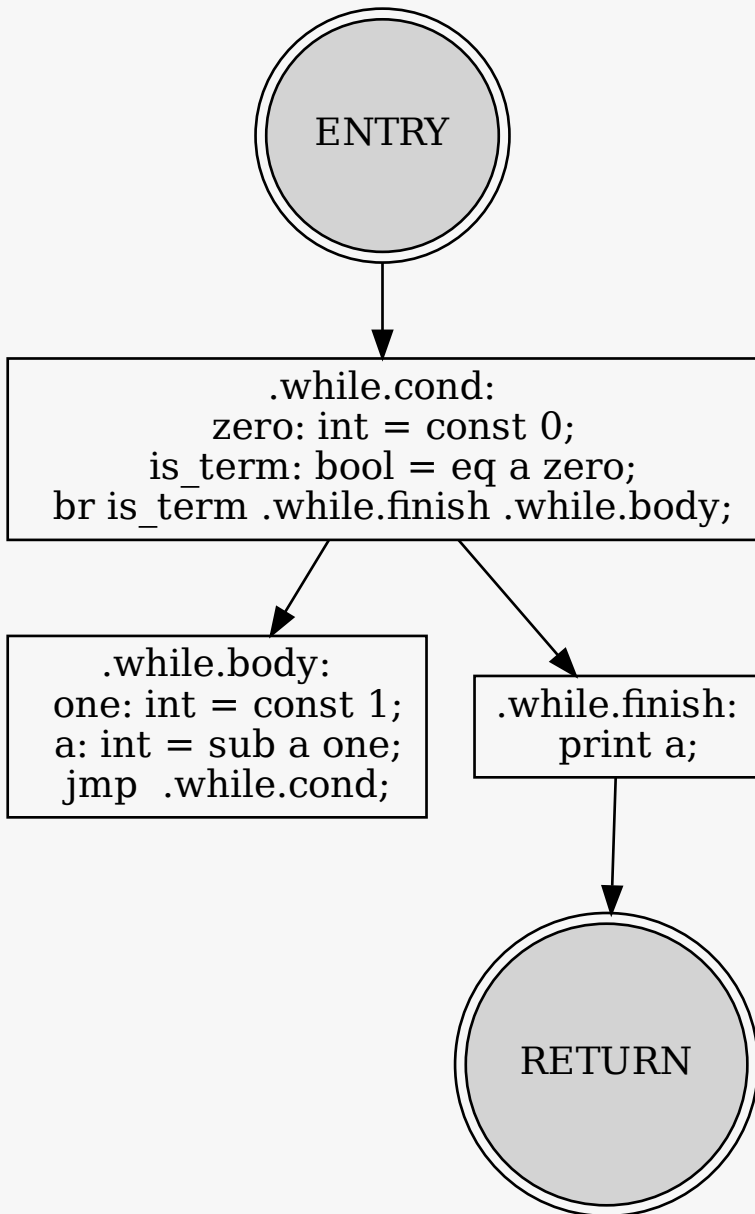 ENTRY
.while.cond:
zero: int = const 0;
is_term: bool = eq a zero;
br is_term .while.finish .while.body;
.while.body:
one: int = const 1;
a: int = sub a one;
jmp  .while.cond;
.while.finish:
print a;
RETURN